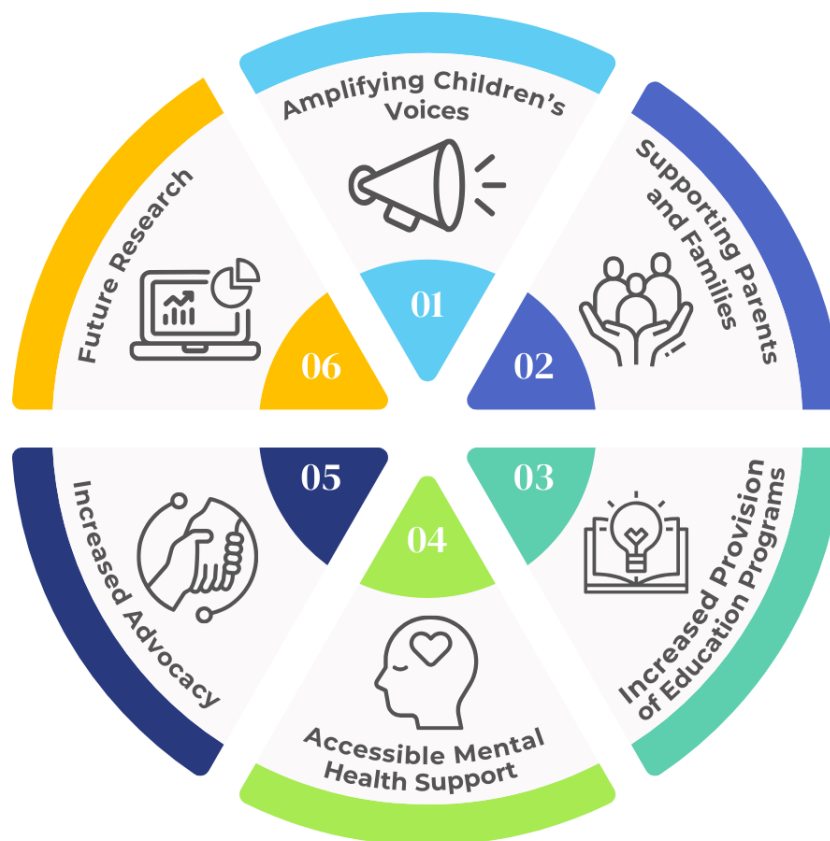 Amplifying Children's
Voices
01
Supporting Parents
and Families
02
Increased Provision
of Education Programs
03
Accessible Mental
Health Support
04
Increased Advocacy
05
Future Research
06